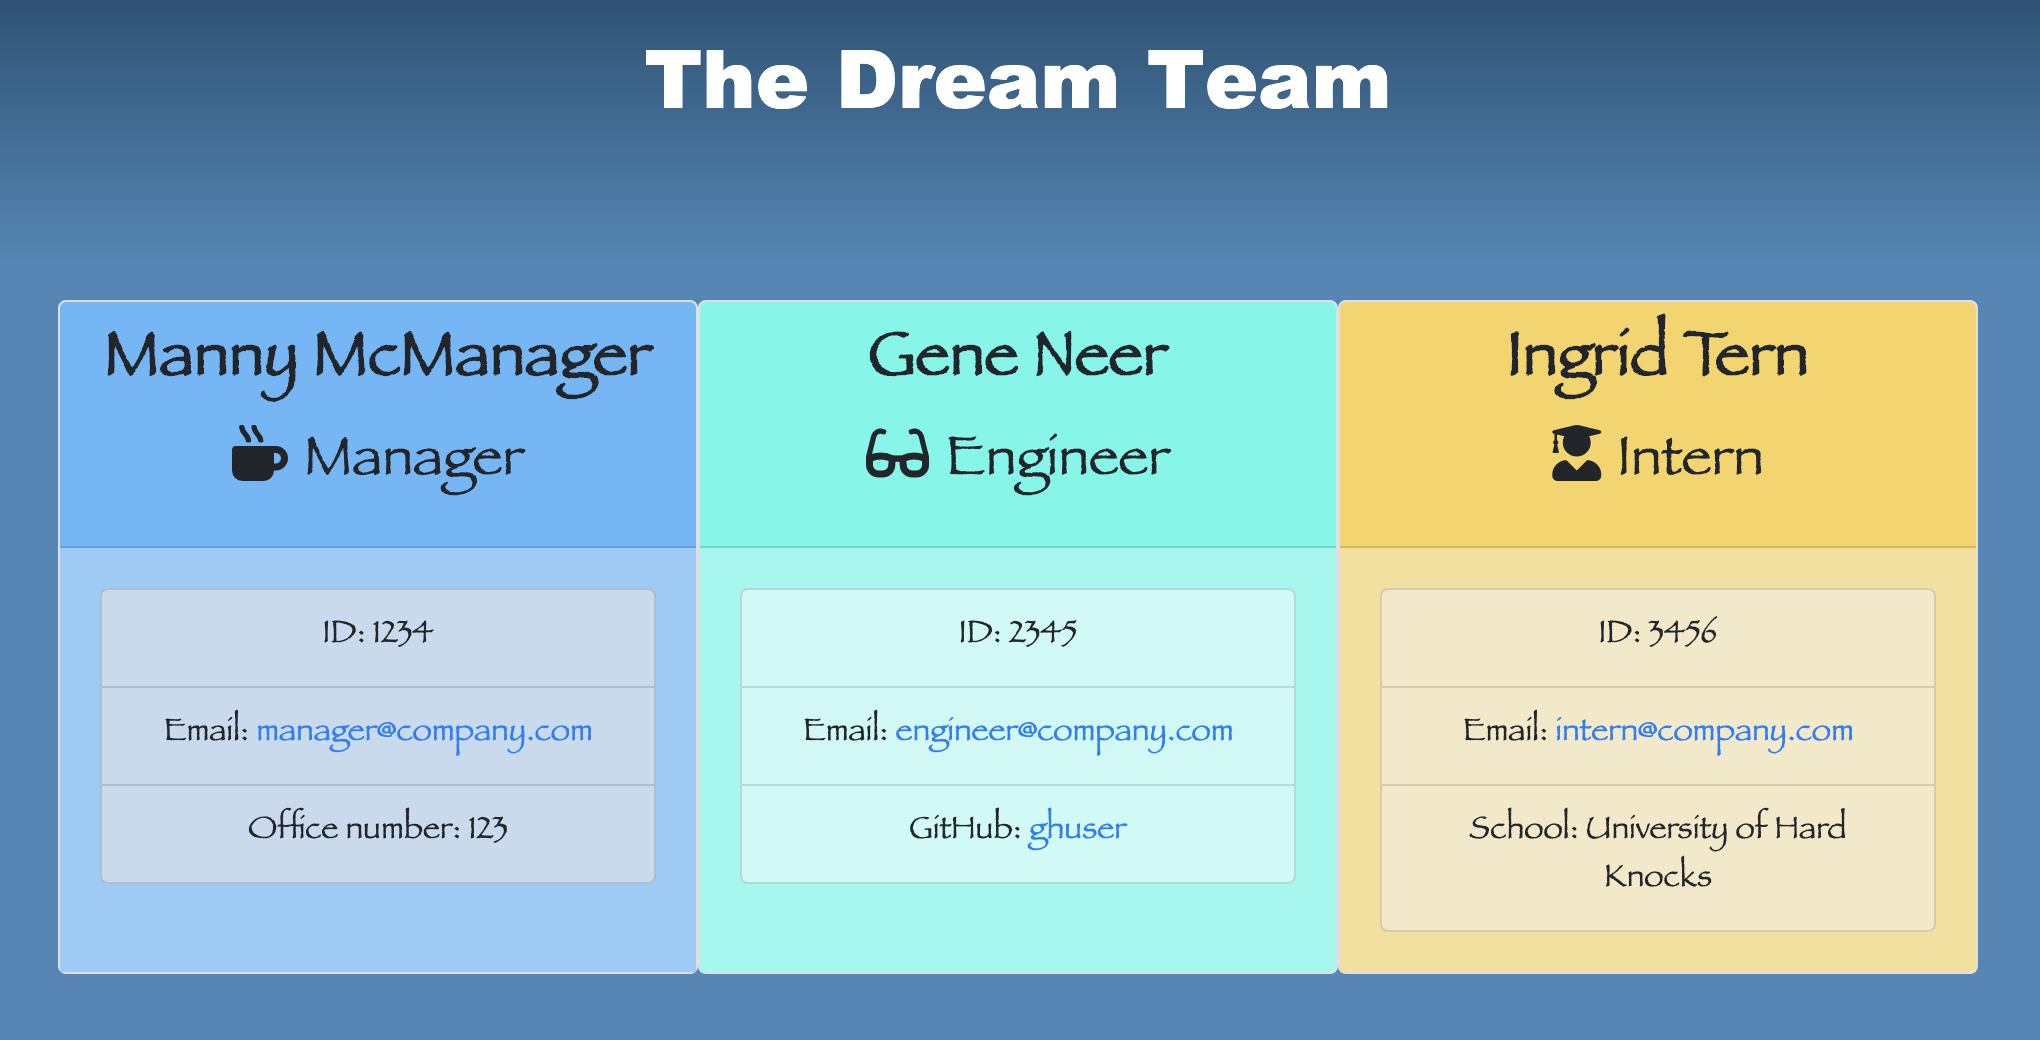 The Dream Team
Manny McManager
Manager
ID: 1234
Email: manager@company.com
Office number: 123
Gene Neer
Engineer
ID: 2345
Email: engineer@company.com
GitHub: ghuser
Ingrid Tern
Intern
ID: 3456
Email: intern@company.com
School: University of Hard
Knocks